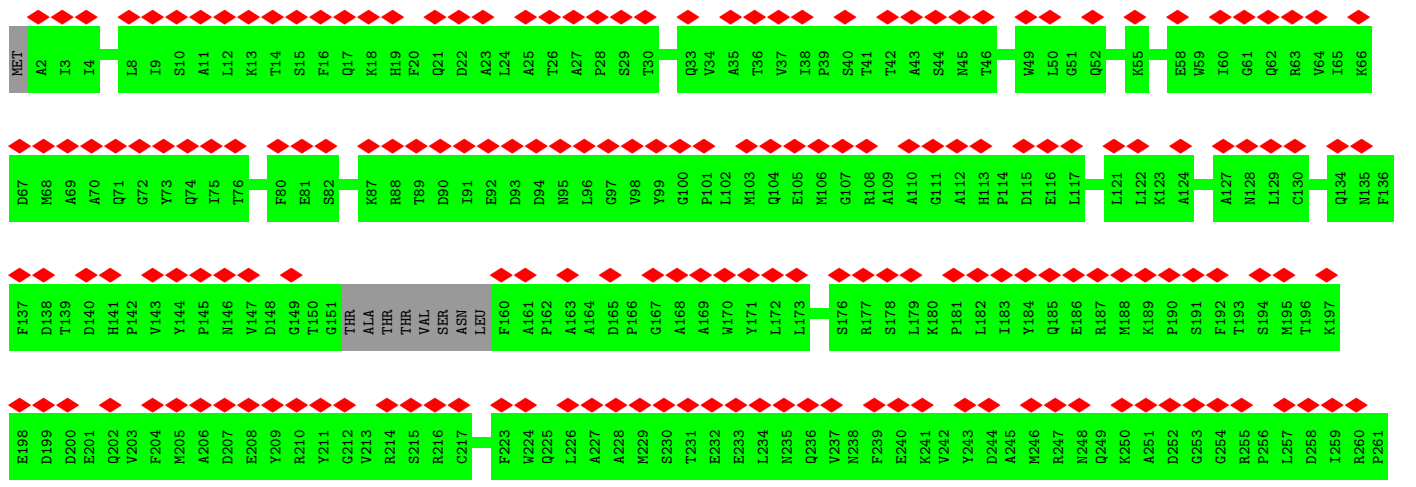 MET A2 I3 I4 L8 I9 S10 A11 L12 K13 T14 S15 F16 Q17 K18 H19 F20 Q21 D22 A23 L24 A25 T26 A27 P28 S29 T30 Q33 V34 A35 T36 V37 I38 P39 S40 T41 T42 A43 S44 N45 T46 W49 L50 G51 Q52 K55 E58 W59 I60 G61 Q62 R63 V64 I65 K66
D67 M68 A69 A70 Q71 G72 Y73 Q74 I75 T76 F80 E81 S82 K87 R88 T89 D90 I91 E92 D93 D94 N95 L96 G97 V98 Y99 G100 P101 L102 M103 Q104 E105 M106 G107 R108 A109 A110 G111 A112 H113 P114 D115 E116 L117 L121 L122 K123 A124 A127 N128 L129 C130 Q134 N135 F136
F137 D138 T139 D140 H141 P142 V143 Y144 P145 N146 V147 D148 G149 T150 G151 THR ALA THR THR VAL SER ASN LEU F160 A161 P162 A163 A164 D165 P166 G167 A168 A169 W170 Y171 L172 L173 S176 R177 S178 L179 K180 P181 L182 I183 Y184 Q185 E186 R187 M188 K189 P190 S191 F192 T193 S194 M195 T196 K197
E198 D199 D200 E201 Q202 V203 F204 M205 A206 D207 E208 Y209 R210 Y211 G212 V213 R214 S215 R216 C217 F223 W224 Q225 L226 A227 A228 M229 S230 T231 E232 E233 L234 N235 Q236 V237 N238 F239 E240 K241 V242 Y243 D244 A245 M246 R247 N248 Q249 K250 A251 D252 G253 G254 R255 P256 L257 D258 I259 R260 P261